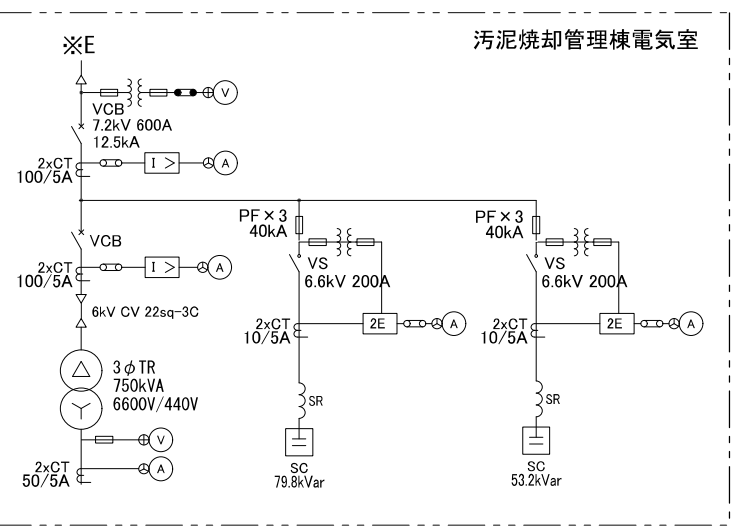 ※E
汚泥焼却管理棟電気室
V
VCB
7.2kV 600A
12.5kA
2xCT
100/5A
I >
A
PF×3
40kA
PF×3
40kA
VCB
2xCT
100/5A
I >
A
VS
6.6kV 200A
VS
6.6kV 200A
6kV CV 22sq-3C
2xCT
10/5A
2E
A
2xCT
10/5A
2E
A
3φTR
750kVA
6600V/440V
SR
SR
V
2xCT
50/5A
A
SC
79.8kVar
SC
53.2kVar